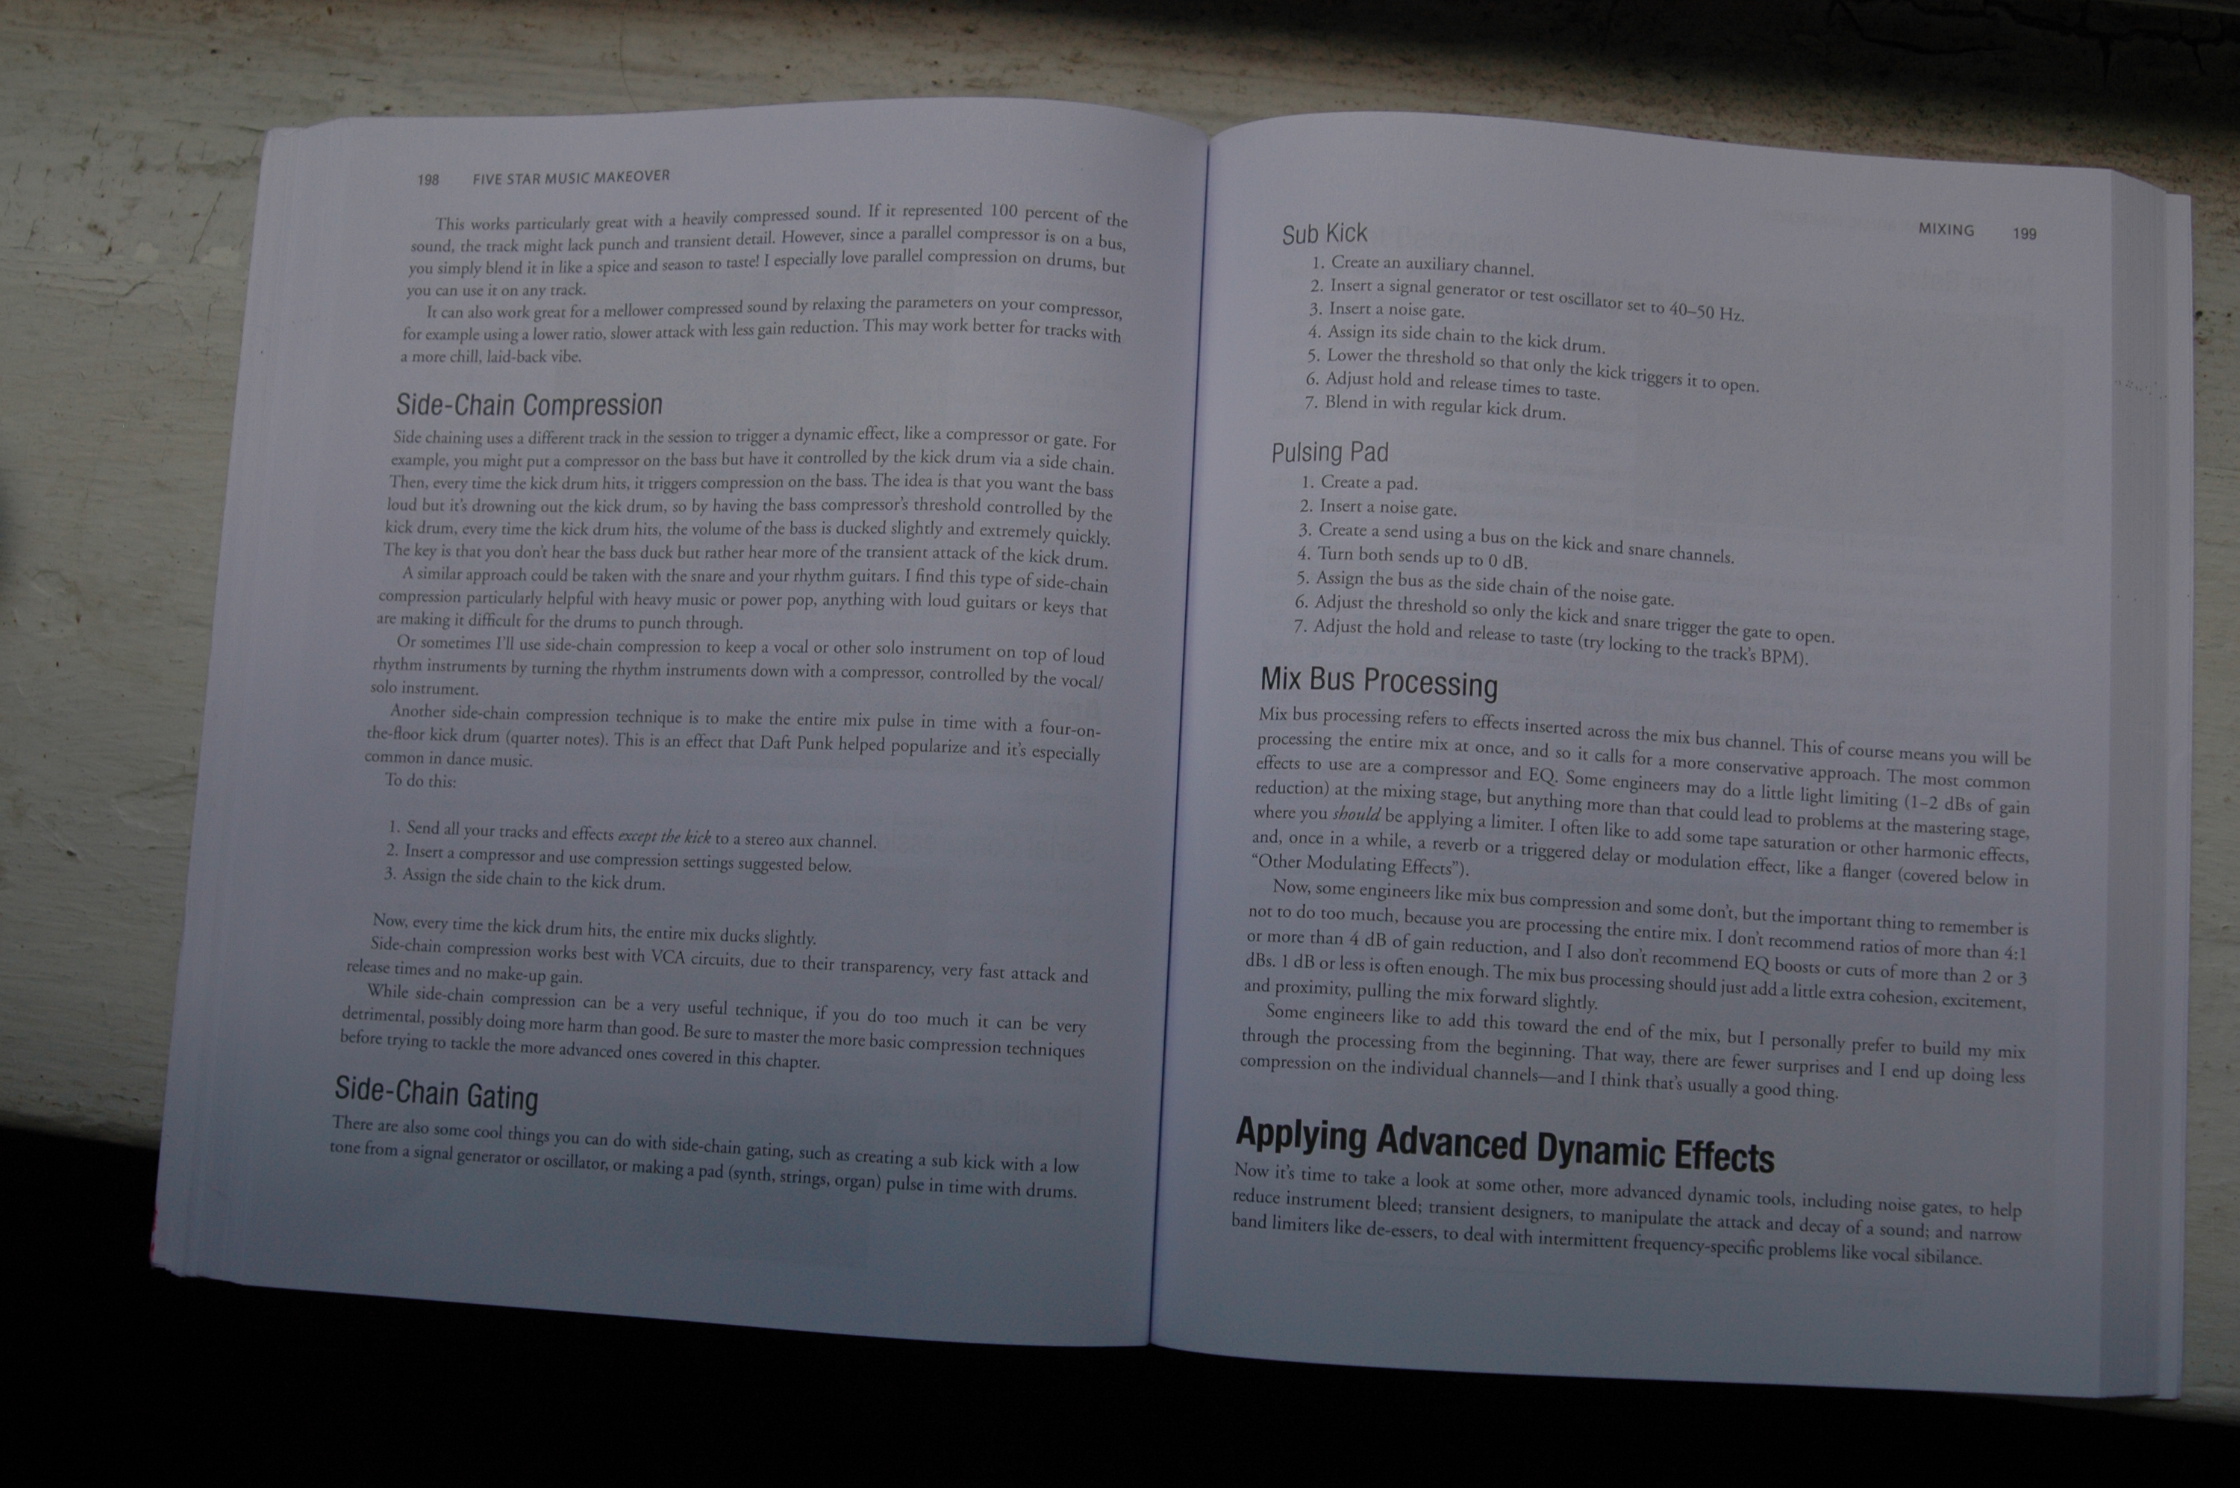 198 FIVE STAR MUSIC MAKEOVER
This works particularly great with a heavily compressed sound. If it represented 100 percent of the
sound, the track might lack punch and transient detail. However, since a parallel compressor is on a bus,
you simply blend it in like a spice and season to taste! I especially love parallel compression on drums, but
you can use it on any track.
It can also work great for a mellower compressed sound by relaxing the parameters on your compressor,
for example using a lower ratio, slower attack with less gain reduction. This may work better for tracks with
a more chill, laid-back vibe.
Side-Chain Compression
Side chaining uses a different track in the session to trigger a dynamic effect, like a compressor or gate. For
example, you might put a compressor on the bass but have it controlled by the kick drum via a side chain.
Then, every time the kick drum hits, it triggers compression on the bass. The idea is that you want the bass
loud but it's drowning out the kick drum, so by having the bass compressor's threshold controlled by the
kick drum, every time the kick drum hits, the volume of the bass is ducked slightly and extremely quickly.
The key is that you don't hear the bass duck but rather hear more of the transient attack of the kick drum.
A similar approach could be taken with the snare and your rhythm guitars. I find this type of side-chain
compression particularly helpful with heavy music or power pop, anything with loud guitars or keys that
are making it difficult for the drums to punch through.
Or sometimes I'll use side-chain compression to keep a vocal or other solo instrument on top of loud
rhythm instruments by turning the rhythm instruments down with a compressor, controlled by the vocal/
solo instrument.
Another side-chain compression technique is to make the entire mix pulse in time with a four-on-
the-floor kick drum (quarter notes). This is an effect that Daft Punk helped popularize and it's especially
common in dance music.
To do this:
1. Send all your tracks and effects except the kick to a stereo aux channel.
2. Insert a compressor and use compression settings suggested below.
3. Assign the side chain to the kick drum.
Now, every time the kick drum hits, the entire mix ducks slightly.
Side-chain compression works best with VCA circuits, due to their transparency, very fast attack and
release times and no make-up gain.
While side-chain compression can be a very useful technique, if you do too much it can be very
detrimental, possibly doing more harm than good. Be sure to master the more basic compression techniques
before trying to tackle the more advanced ones covered in this chapter.
Side-Chain Gating
There are also some cool things you can do with side-chain gating, such as creating a sub kick with a low
tone from a signal generator or oscillator, or making a pad (synth, strings, organ) pulse in time with drums.
MIXING 199
Sub Kick
1. Create an auxiliary channel.
2. Insert a signal generator or test oscillator set to 40–50 Hz.
3. Insert a noise gate.
4. Assign its side chain to the kick drum.
5. Lower the threshold so that only the kick triggers it to open.
6. Adjust hold and release times to taste.
7. Blend in with regular kick drum.
Pulsing Pad
1. Create a pad.
2. Insert a noise gate.
3. Create a send using a bus on the kick and snare channels.
4. Turn both sends up to 0 dB.
5. Assign the bus as the side chain of the noise gate.
6. Adjust the threshold so only the kick and snare trigger the gate to open.
7. Adjust the hold and release to taste (try locking to the track's BPM).
Mix Bus Processing
Mix bus processing refers to effects inserted across the mix bus channel. This of course means you will be
processing the entire mix at once, and so it calls for a more conservative approach. The most common
effects to use are a compressor and EQ. Some engineers may do a little light limiting (1–2 dBs of gain
reduction) at the mixing stage, but anything more than that could lead to problems at the mastering stage,
where you should be applying a limiter. I often like to add some tape saturation or other harmonic effects,
and, once in a while, a reverb or a triggered delay or modulation effect, like a flanger (covered below in
"Other Modulating Effects").
Now, some engineers like mix bus compression and some don't, but the important thing to remember is
not to do too much, because you are processing the entire mix. I don't recommend ratios of more than 4:1
or more than 4 dB of gain reduction, and I also don't recommend EQ boosts or cuts of more than 2 or 3
dBs. 1 dB or less is often enough. The mix bus processing should just add a little extra cohesion, excitement,
and proximity, pulling the mix forward slightly.
Some engineers like to add this toward the end of the mix, but I personally prefer to build my mix
through the processing from the beginning. That way, there are fewer surprises and I end up doing less
compression on the individual channels—and I think that's usually a good thing.
Applying Advanced Dynamic Effects
Now it's time to take a look at some other, more advanced dynamic tools, including noise gates, to help
reduce instrument bleed; transient designers, to manipulate the attack and decay of a sound; and narrow
band limiters like de-essers, to deal with intermittent frequency-specific problems like vocal sibilance.